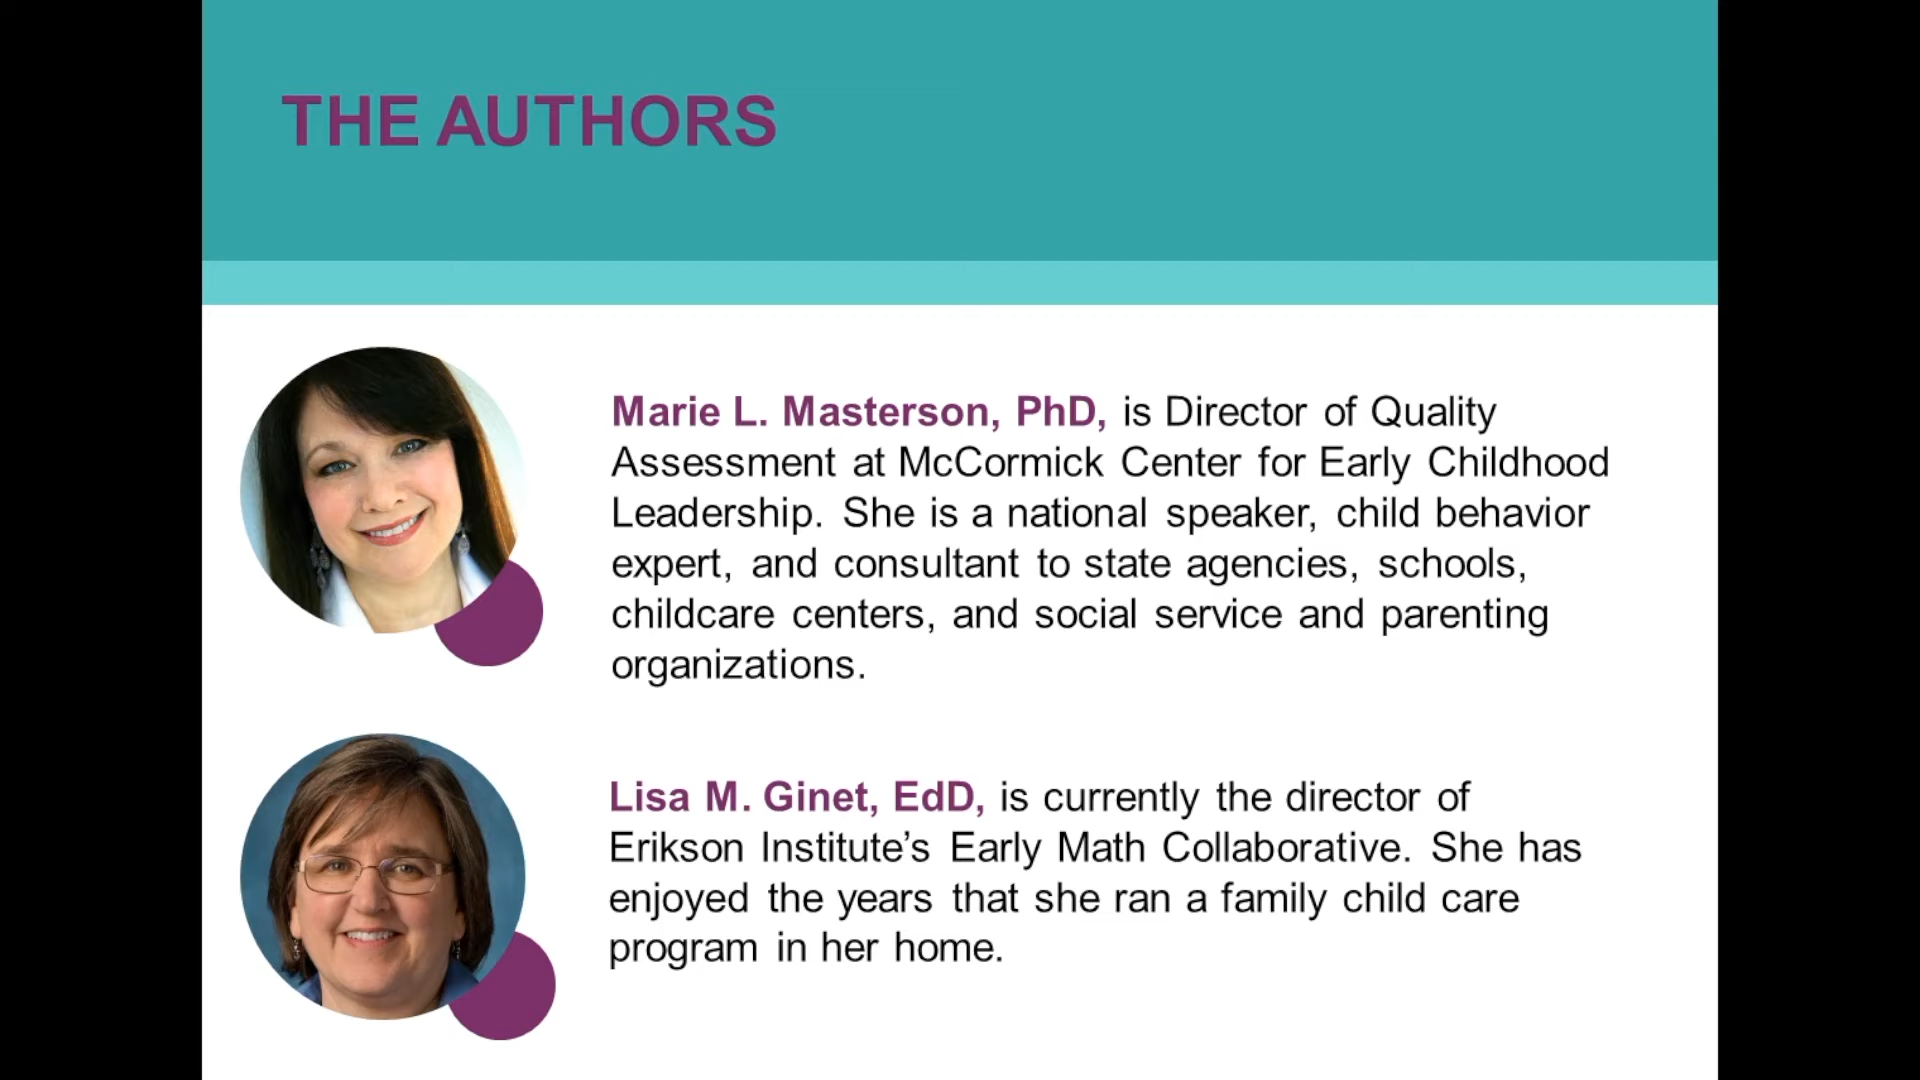 THE AUTHORS
Marie L. Masterson, PhD, is Director of Quality
Assessment at McCormick Center for Early Childhood
Leadership. She is a national speaker, child behavior
expert, and consultant to state agencies, schools,
childcare centers, and social service and parenting
organizations.
Lisa M. Ginet, EdD, is currently the director of
Erikson Institute’s Early Math Collaborative. She has
enjoyed the years that she ran a family child care
program in her home.